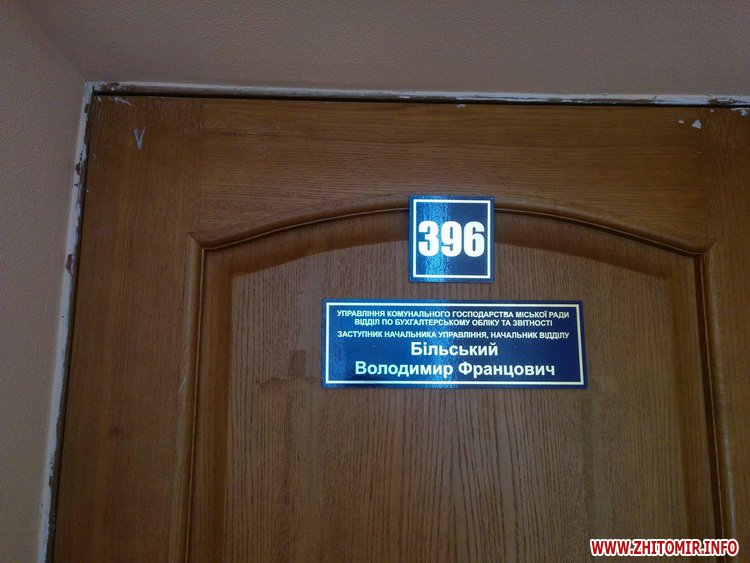 396
УПРАВЛІННЯ КОМУНАЛЬНОГО ГОСПОДАРСТВА МІСЬКОЇ РАДИ
ВІДДІЛ ПО БУХГАЛТЕРСЬКОМУ ОБЛІКУ ТА ЗВІТНОСТІ
ЗАСТУПНИК НАЧАЛЬНИКА УПРАВЛІННЯ, НАЧАЛЬНИК ВІДДІЛУ
Більський
Володимир Францович
WWW.ZHITOMIR.INFO